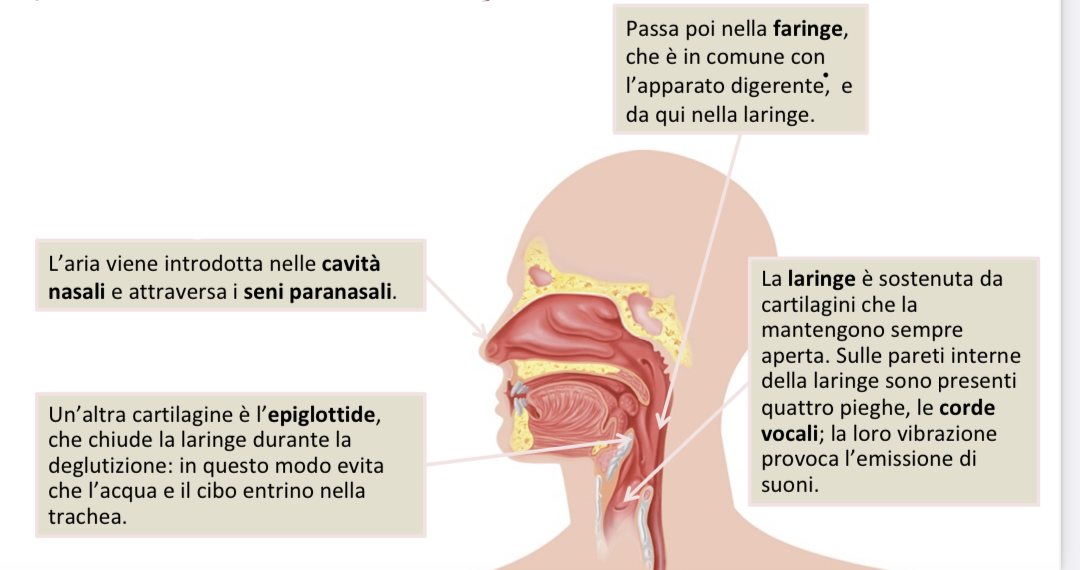 Passa poi nella faringe,
che è in comune con
l’apparato digerente, e
da qui nella laringe.
L’aria viene introdotta nelle cavità
nasali e attraversa i seni paranasali.
La laringe è sostenuta da
cartilagini che la
mantengono sempre
aperta. Sulle pareti interne
della laringe sono presenti
quattro pieghe, le corde
vocali; la loro vibrazione
provoca l’emissione di
suoni.
Un’altra cartilagine è l’epiglottide,
che chiude la laringe durante la
deglutizione: in questo modo evita
che l’acqua e il cibo entrino nella
trachea.